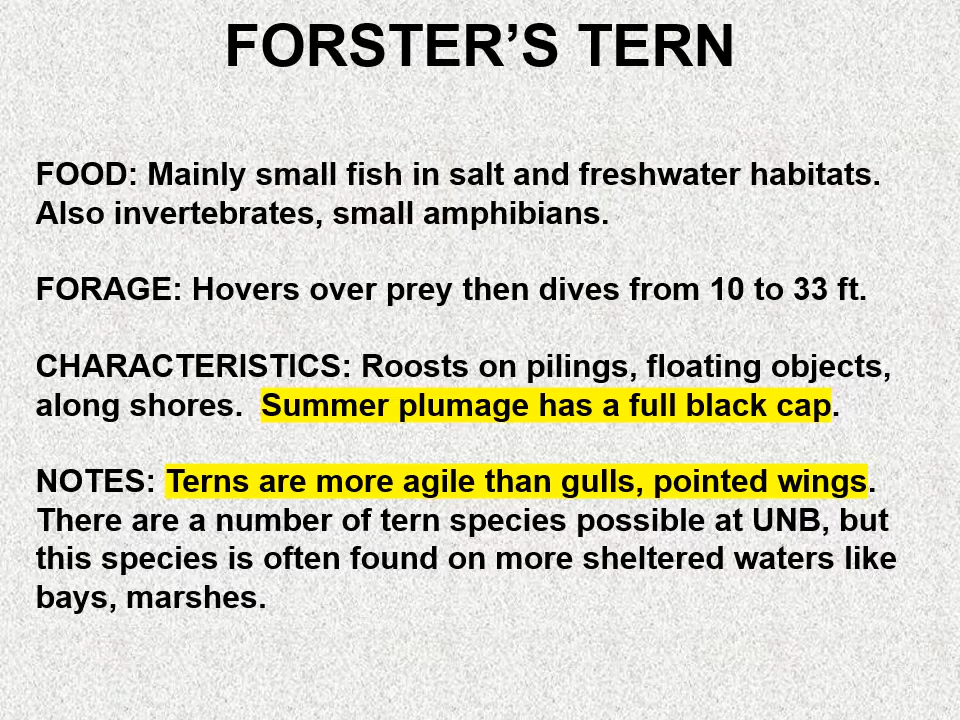 FORSTER’S TERN
FOOD: Mainly small fish in salt and freshwater habitats.
Also invertebrates, small amphibians.
FORAGE: Hovers over prey then dives from 10 to 33 ft.
CHARACTERISTICS: Roosts on pilings, floating objects,
along shores.  Summer plumage has a full black cap.
NOTES: Terns are more agile than gulls, pointed wings.
There are a number of tern species possible at UNB, but
this species is often found on more sheltered waters like
bays, marshes.